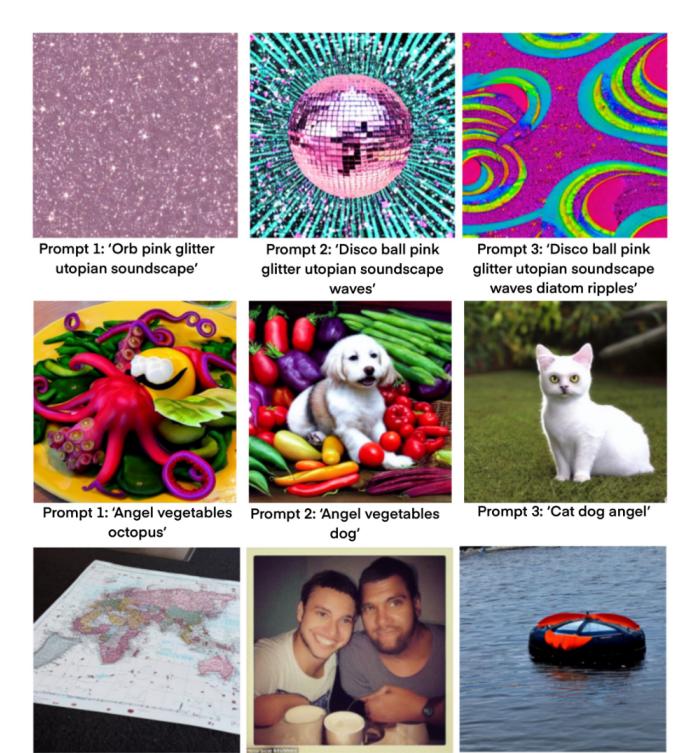 Prompt 1: ‘Orb pink glitter
utopian soundscape’
Prompt 2: ‘Disco ball pink
glitter utopian soundscape
waves’
Prompt 3: ‘Disco ball pink
glitter utopian soundscape
waves diatom ripples’
Prompt 1: ‘Angel vegetables
octopus’
Prompt 2: ‘Angel vegetables
dog’
Prompt 3: ‘Cat dog angel’